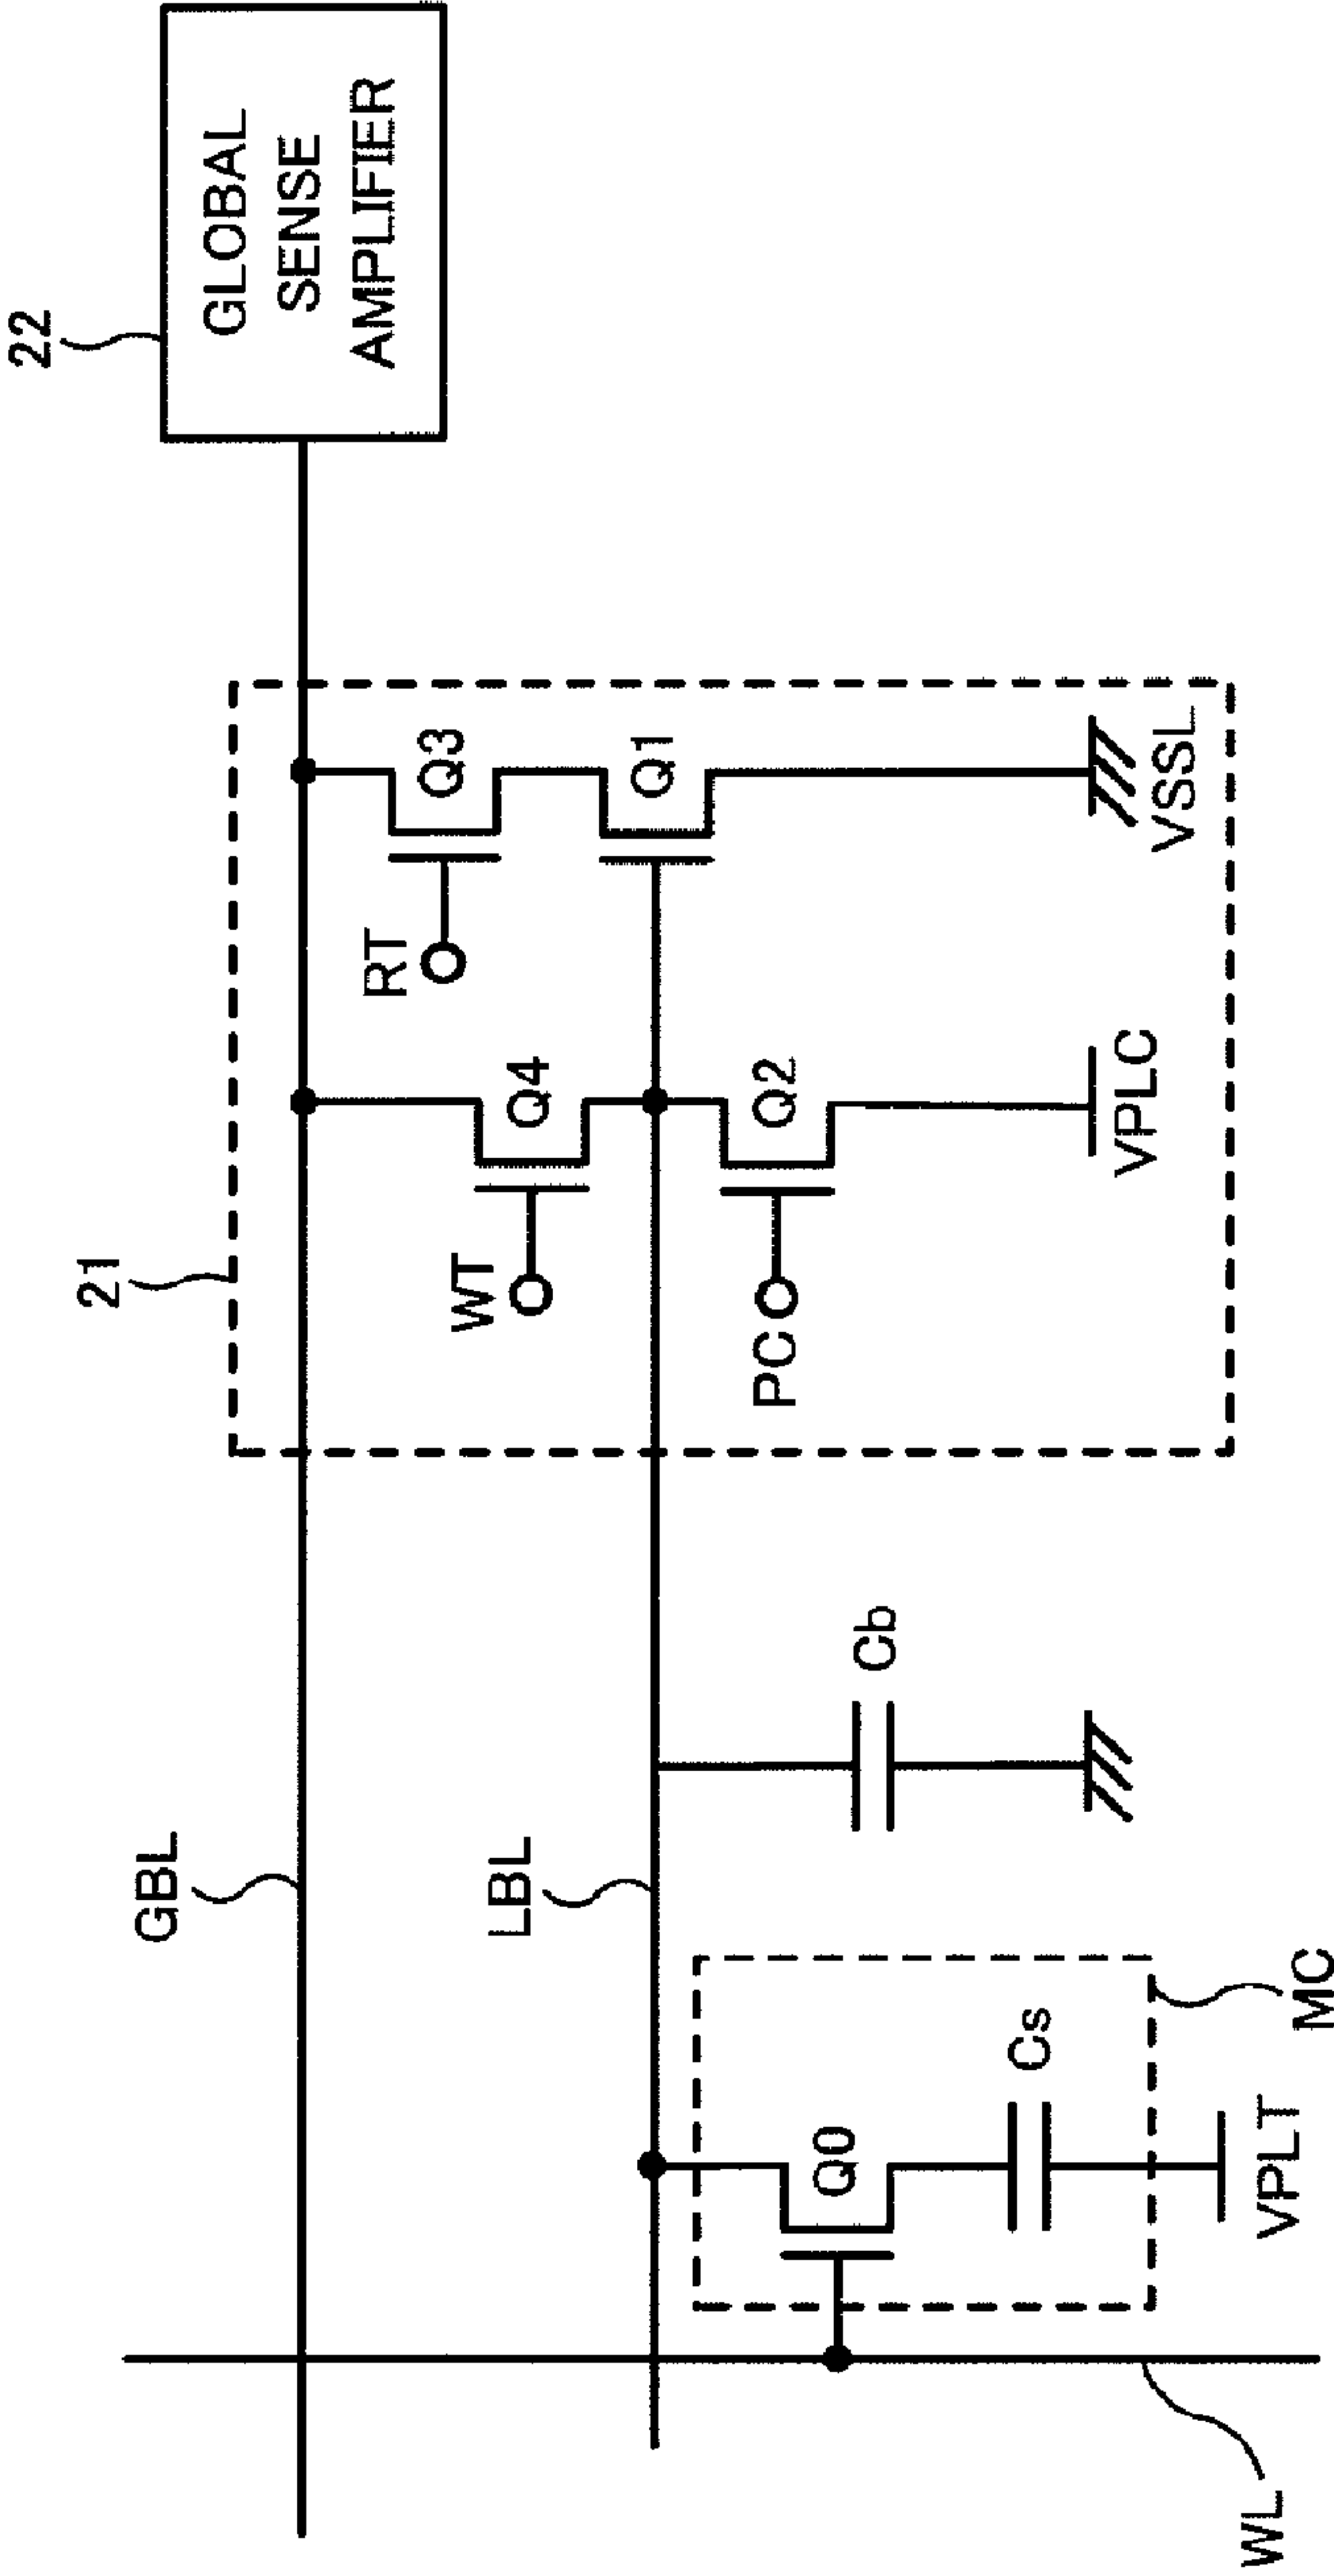 22
GLOBAL
SENSE
AMPLIFIER
21
GBL
RT
Q3
WT
Q4
Q1
LBL
PC
Q2
Cb
Q0
Cs
VPLC
VSSL
VPLT
MC
WL